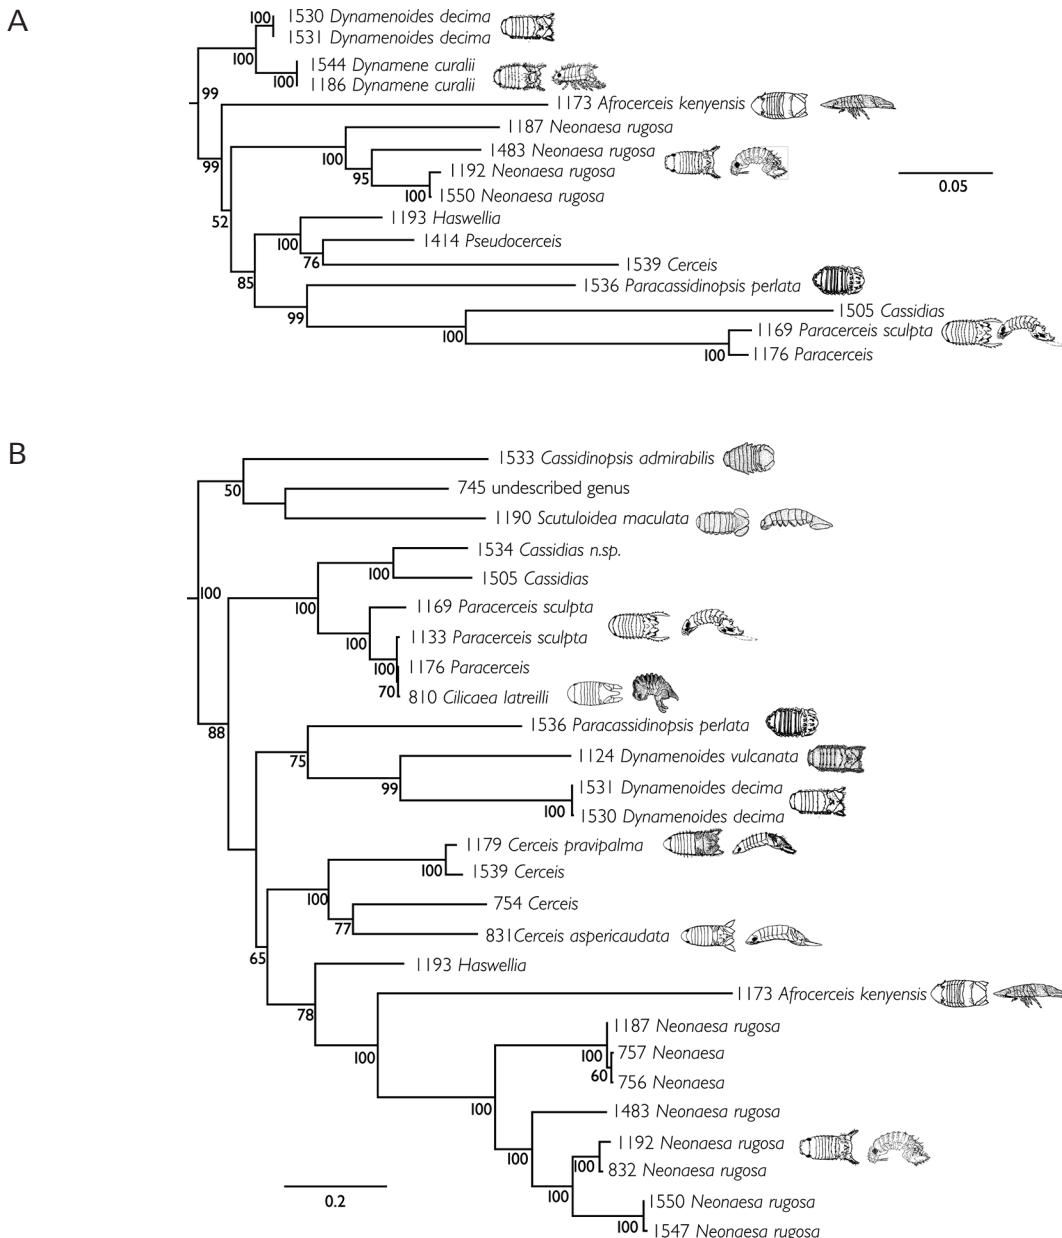 A
100
1530 Dynamenoides decima
1531 Dynamenoides decima
100
1544 Dynamene curalii
100
1186 Dynamene curalii
99
1173 Afrocerceis kenyensis
1187 Neonaesa rugosa
100
1483 Neonaesa rugosa
99
1192 Neonaesa rugosa
95
0.05
100
1550 Neonaesa rugosa
52
1193 Haswellia
100
1414 Pseudocerceis
76
1539 Cerceis
85
1536 Paracassidinopsis perlata
99
1505 Cassidias
100
1169 Paracerceis sculpta
100
1176 Paracerceis
B
1533 Cassidinopsis admirabilis
50
745 undescribed genus
1190 Scutuloidea maculata
1534 Cassidias n.sp.
100
1505 Cassidias
100
100
1169 Paracerceis sculpta
1133 Paracerceis sculpta
100
100
1176 Paracerceis
70
810 Cilicaea latreilli
88
1536 Paracassidinopsis perlata
75
1124 Dynamenoides vulcanata
99
1531 Dynamenoides decima
100
1530 Dynamenoides decima
1179 Cerceis pravipalma
100
1539 Cerceis
100
754 Cerceis
77
831Cerceis aspericaudata
65
1193 Haswellia
78
1173 Afrocerceis kenyensis
100
1187 Neonaesa rugosa
100
757 Neonaesa
60
756 Neonaesa
100
1483 Neonaesa rugosa
100
1192 Neonaesa rugosa
100
832 Neonaesa rugosa
100
0.2
1550 Neonaesa rugosa
100
1547 Neonaesa rugosa